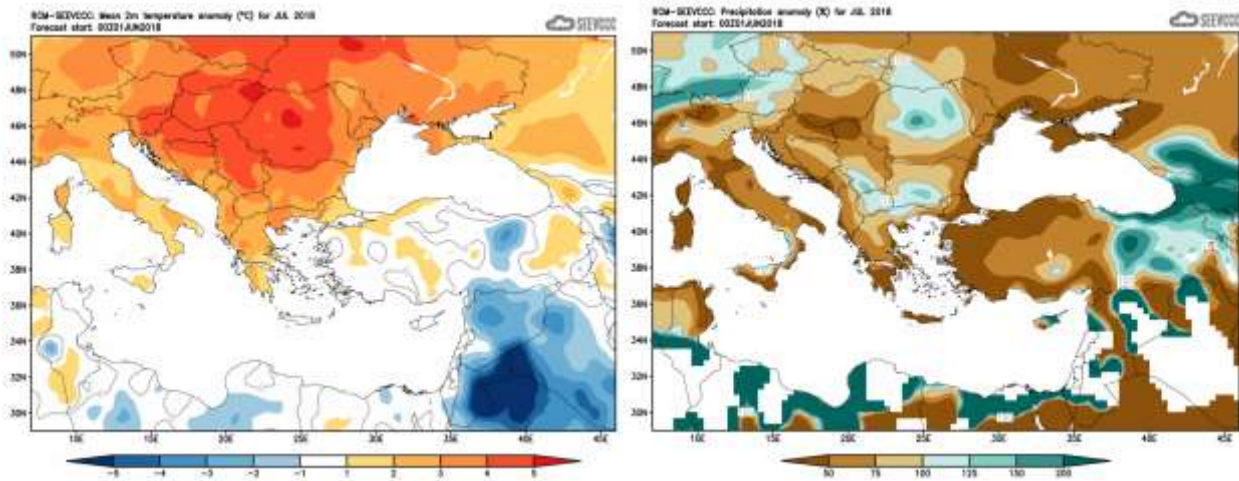 RCM-SEEVCCC: Mean 2m temperature anomaly (°C) for JUL 2018
Forecast start: 00Z01JUN2018
SEEVCCC
50N
48N
46N
44N
42N
40N
38N
36N
34N
32N
30N
10E 15E 20E 25E 30E 35E 40E 45E
-5 -4 -3 -2 -1 1 2 3 4 5
RCM-SEEVCCC: Precipitation anomaly (%) for JUL 2018
Forecast start: 00Z01JUN2018
SEEVCCC
50N
48N
46N
44N
42N
40N
38N
36N
34N
32N
30N
10E 15E 20E 25E 30E 35E 40E 45E
50 75 100 125 150 200